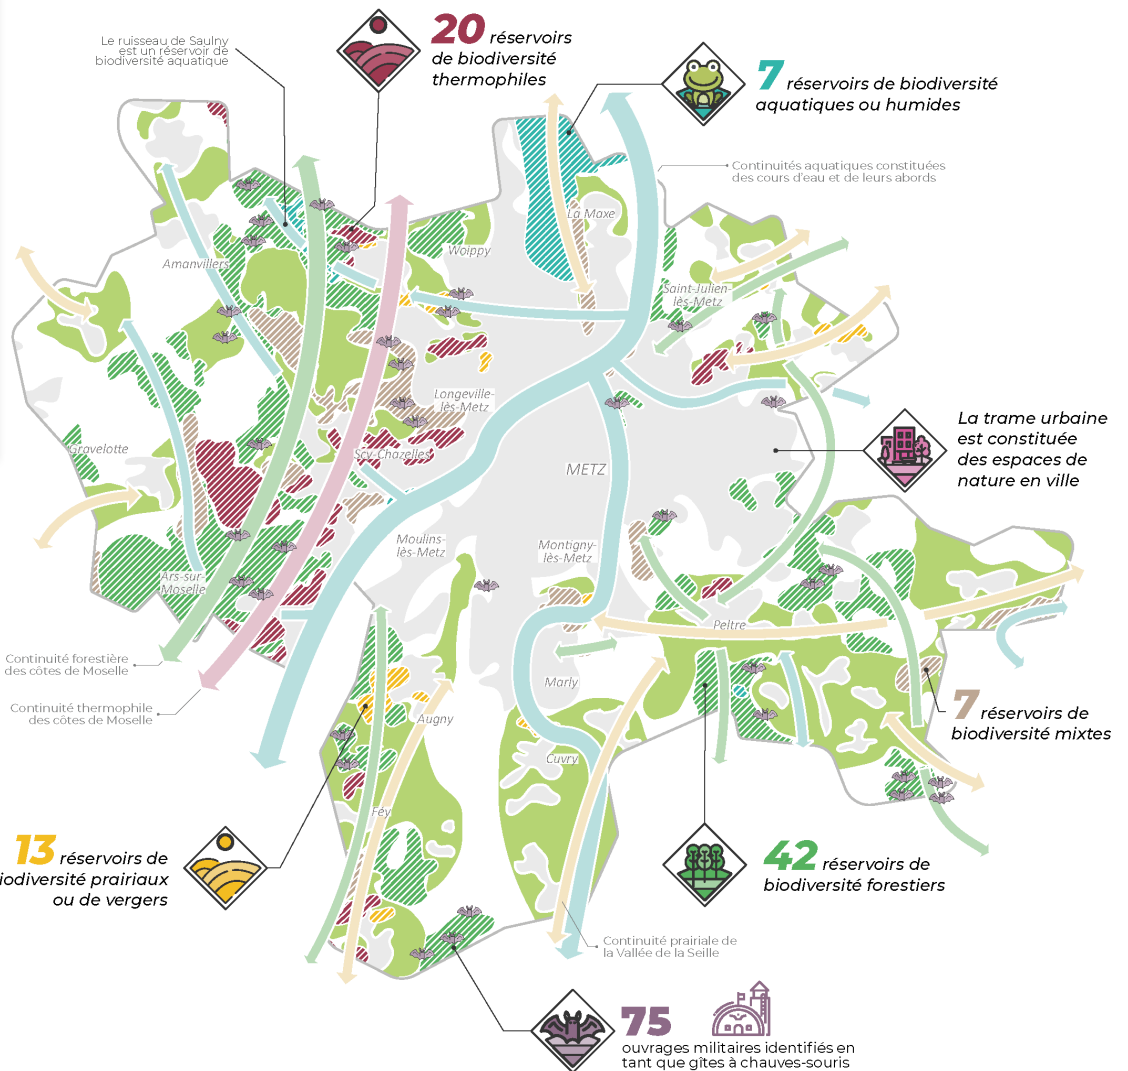 Le ruisseau de Saulny
est un réservoir de
biodiversité aquatique
20 réservoirs
de biodiversité
thermophiles
7 réservoirs de biodiversité
aquatiques ou humides
Continuités aquatiques constituées
des cours d'eau et de leurs abords
La Maxe
Woippy
Amanvillers
Saint-Julien-
lès-Metz
Longeville-
lès-Metz
Scy-Chazelles
Gravelotte
METZ
La trame urbaine
est constituée
des espaces de
nature en ville
Moulins-
lès-Metz
Montigny-
lès-Metz
Ars-sur-
Moselle
Peltre
Continuité forestière
des côtes de Moselle
Marly
Continuité thermophile
des côtes de Moselle
Augny
7 réservoirs de
biodiversité mixtes
Cuvry
Féy
13 réservoirs de
iodiversité prairiaux
ou de vergers
42 réservoirs de
biodiversité forestiers
Continuité prairiale de
la Vallée de la Seille
75
ouvrages militaires identifiés en
tant que gîtes à chauves-souris